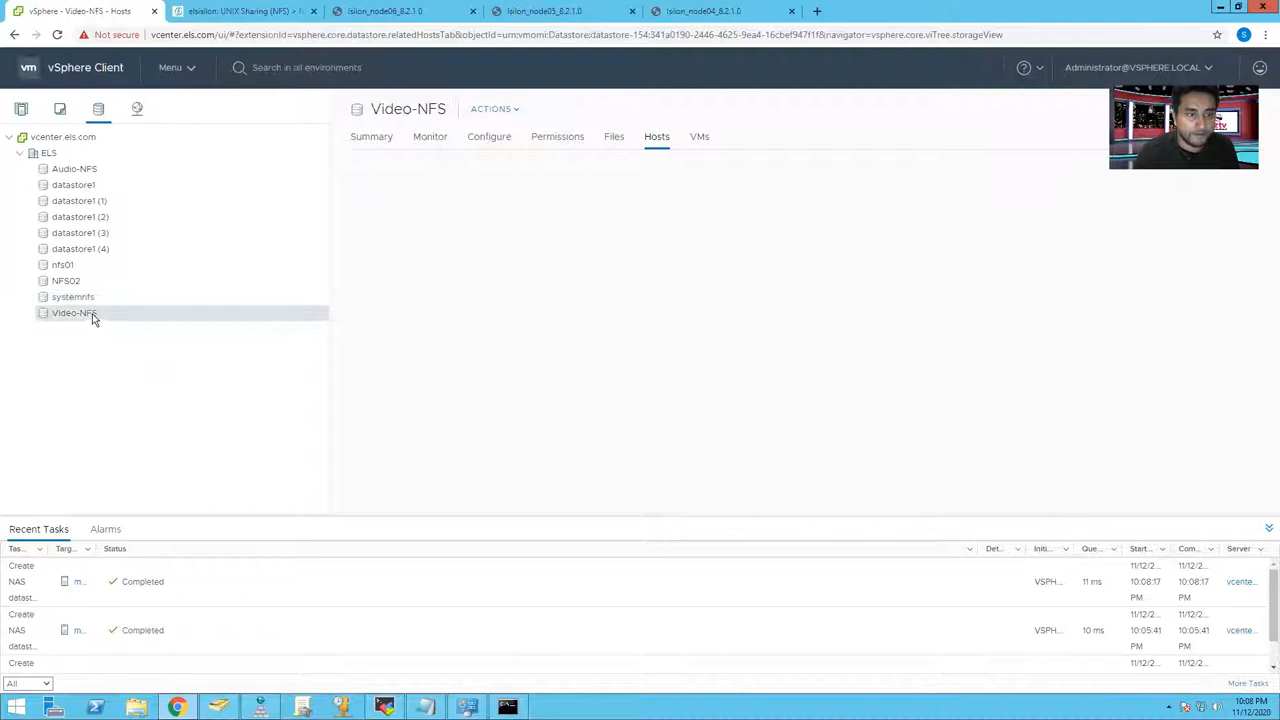 vSphere - Video-NFS - Hosts
elsisilon: UNIX Sharing (NFS) > F
Isilon_node06_8.2.1.0
Isilon_node05_8.2.1.0
Isilon_node04_8.2.1.0
Not secure
vcenter.els.com/ui/#?extensionId=vsphere.core.datastore.relatedHostsTab&objectId=urn:vmomi:Datastore:datastore-154:341a0190-2446-4625-9ea4-16cbef947f1f&navigator=vsphere.core.viTree.storageView
S
vm vSphere Client
Menu
Search in all environments
Administrator@VSPHERE.LOCAL
vcenter.els.com
ELS
Audio-NFS
datastore1
datastore1 (1)
datastore1 (2)
datastore1 (3)
datastore1 (4)
nfs01
NFS02
systemnfs
Video-NFS
Video-NFS
ACTIONS
Summary
Monitor
Configure
Permissions
Files
Hosts
VMs
Recent Tasks
Alarms
Tas...
Targ...
Status
Det...
Initi...
Que...
Start...
Com...
Server
Create
NAS
datast...
m...
Completed
VSPH...
11 ms
11/12/2...
10:08:17
PM
11/12/2...
10:08:17
PM
vcente...
Create
NAS
datast...
m...
Completed
VSPH...
10 ms
11/12/2...
10:05:41
PM
11/12/2...
10:05:41
PM
vcente...
Create
11/12/2...
11/12/2...
All
More Tasks
10:08 PM
11/12/2020